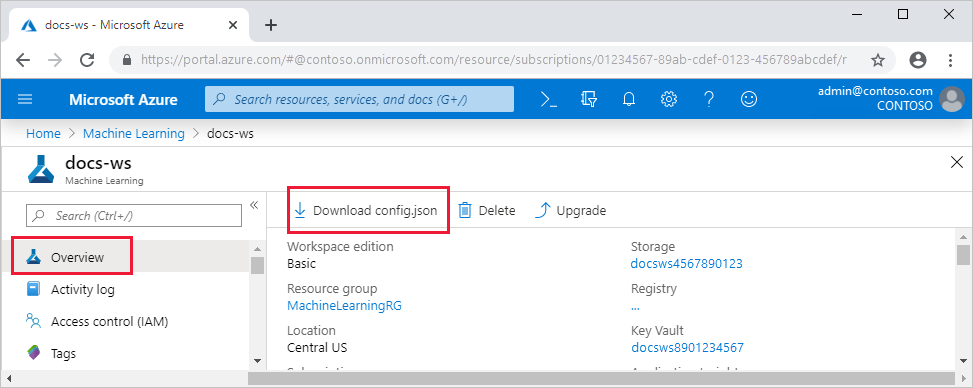 docs-ws - Microsoft Azure
https://portal.azure.com/#@contoso.onmicrosoft.com/resource/subscriptions/01234567-89ab-cdef-0123-456789abcdef/r
Microsoft Azure
Search resources, services, and docs (G+/)
admin@contoso.com
CONTOSO
Home > Machine Learning > docs-ws
docs-ws
Machine Learning
Search (Ctrl+/)
Overview
Activity log
Access control (IAM)
Tags
Download config.json
Delete
Upgrade
Workspace edition
Basic
Resource group
MachineLearningRG
Location
Central US
Storage
docsws4567890123
Registry
...
Key Vault
docsws8901234567